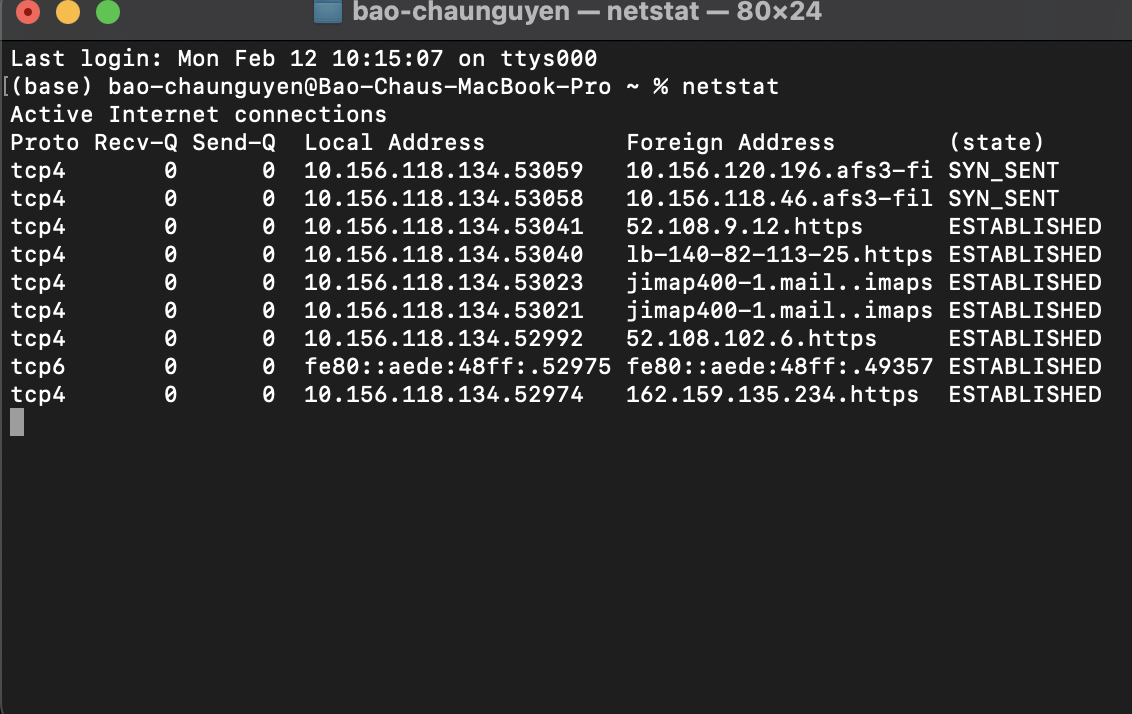 bao-chaunguyen — netstat — 80×24
Last login: Mon Feb 12 10:15:07 on ttys000
[(base) bao-chaunguyen@Bao-Chaus-MacBook-Pro ~ % netstat
Active Internet connections
Proto Recv-Q Send-Q  Local Address          Foreign Address        (state)
tcp4       0      0  10.156.118.134.53059   10.156.120.196.afs3-fi SYN_SENT
tcp4       0      0  10.156.118.134.53058   10.156.118.46.afs3-fil SYN_SENT
tcp4       0      0  10.156.118.134.53041   52.108.9.12.https      ESTABLISHED
tcp4       0      0  10.156.118.134.53040   lb-140-82-113-25.https ESTABLISHED
tcp4       0      0  10.156.118.134.53023   jimap400-1.mail..imaps ESTABLISHED
tcp4       0      0  10.156.118.134.53021   jimap400-1.mail..imaps ESTABLISHED
tcp4       0      0  10.156.118.134.52992   52.108.102.6.https     ESTABLISHED
tcp6       0      0  fe80::aede:48ff:.52975 fe80::aede:48ff:.49357 ESTABLISHED
tcp4       0      0  10.156.118.134.52974   162.159.135.234.https  ESTABLISHED